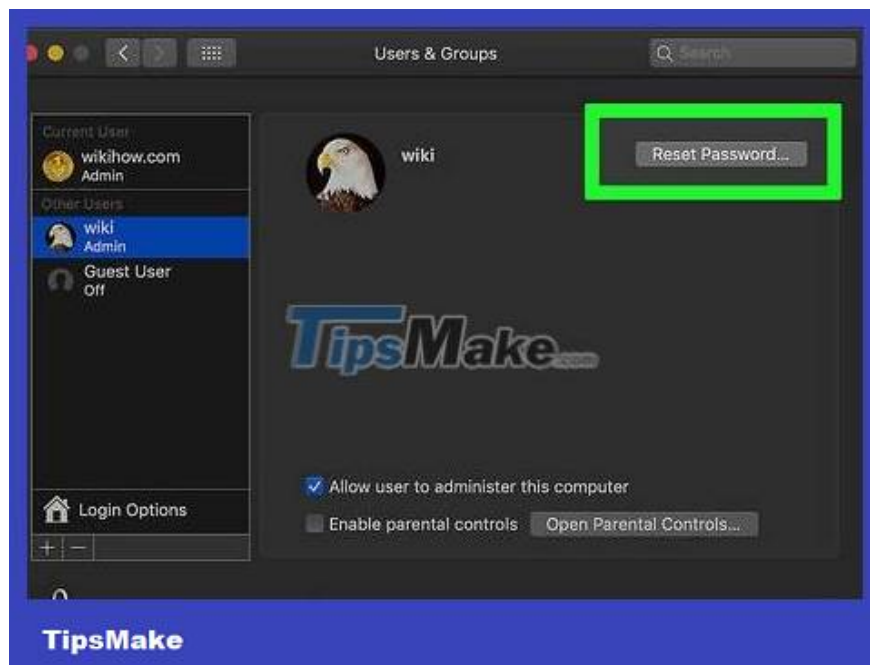 Users & Groups
Search
Current User
wikihow.com
Admin
Other Users
wiki
Admin
Guest User
Off
Login Options
+ −
wiki
Reset Password...
TipsMake.com
Allow user to administer this computer
Enable parental controls
Open Parental Controls...
TipsMake